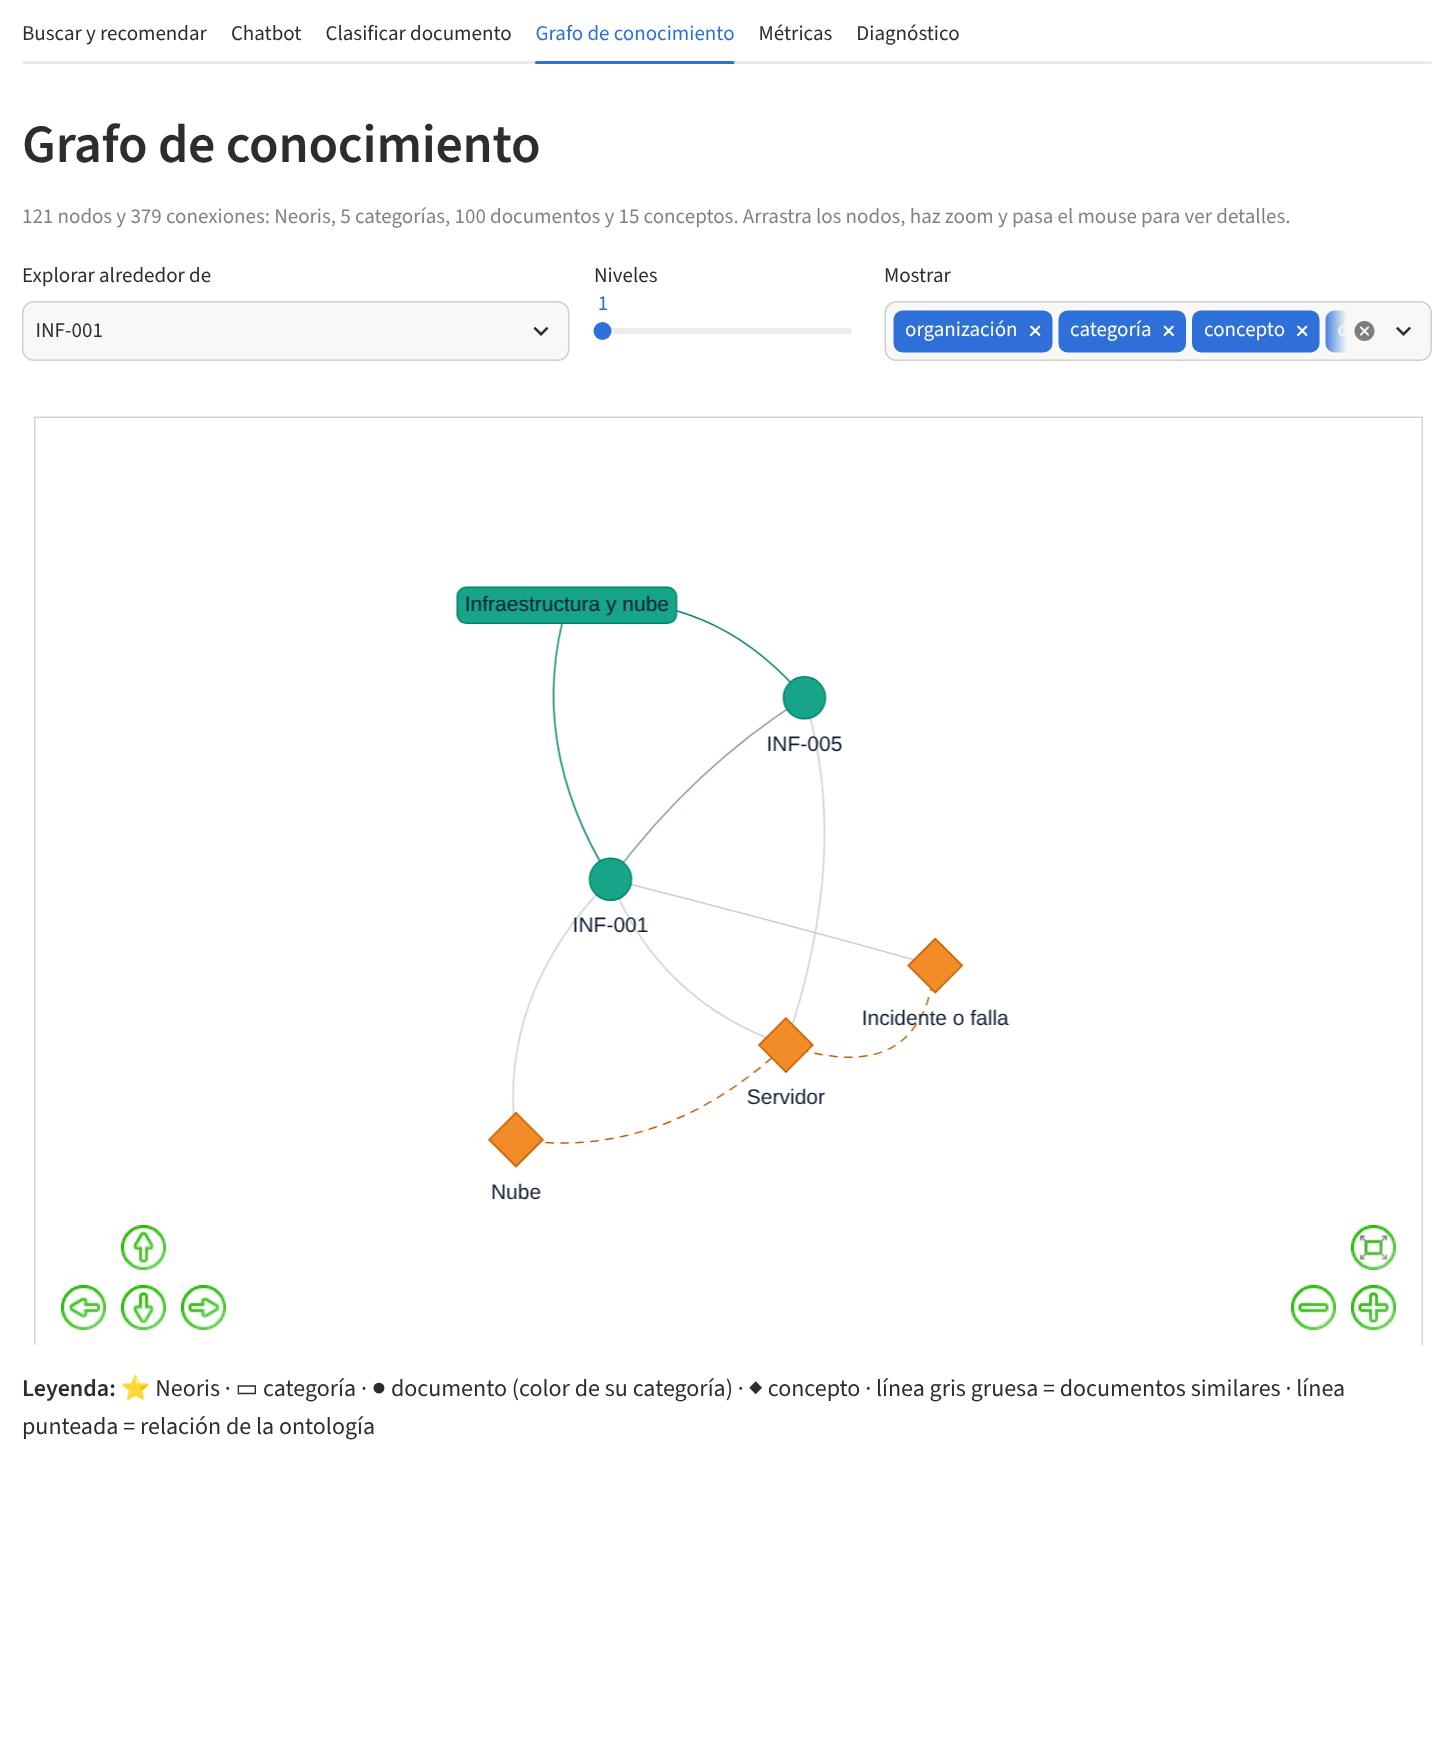 Buscar y recomendar Chatbot Clasificar documento Grafo de conocimiento Métricas Diagnóstico
Grafo de conocimiento
121 nodos y 379 conexiones: Neoris, 5 categorías, 100 documentos y 15 conceptos. Arrastra los nodos, haz zoom y pasa el mouse para ver detalles.
Explorar alrededor de
INF-001
Niveles
1
Mostrar
organización categoría concepto
Infraestructura y nube
INF-005
INF-001
Incidente o falla
Servidor
Nube
Leyenda: ⭐ Neoris · ▭ categoría · ● documento (color de su categoría) · ◆ concepto · línea gris gruesa = documentos similares · línea
punteada = relación de la ontología